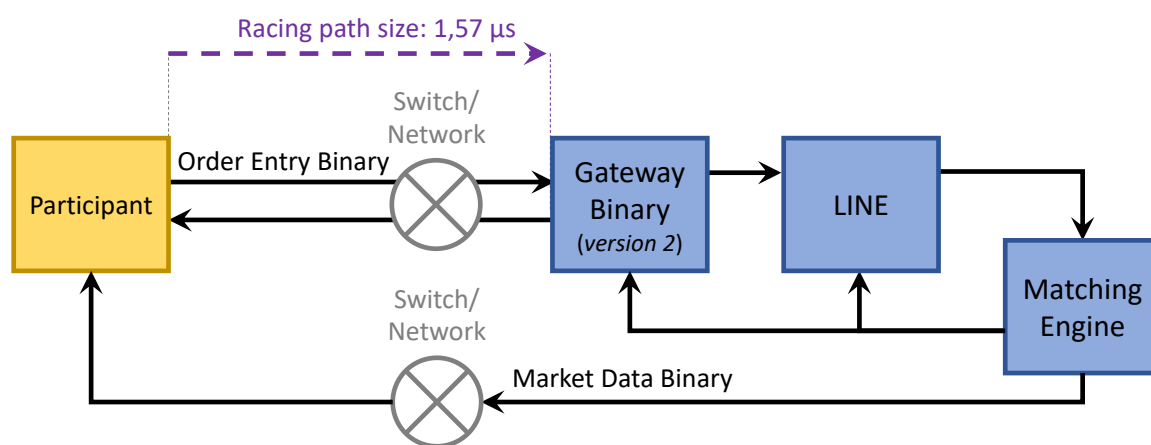 Racing path size: 1,57 µs
Switch/
Network
Order Entry Binary
Participant
Gateway
Binary
(version 2)
LINE
Matching
Engine
Switch/
Network
Market Data Binary